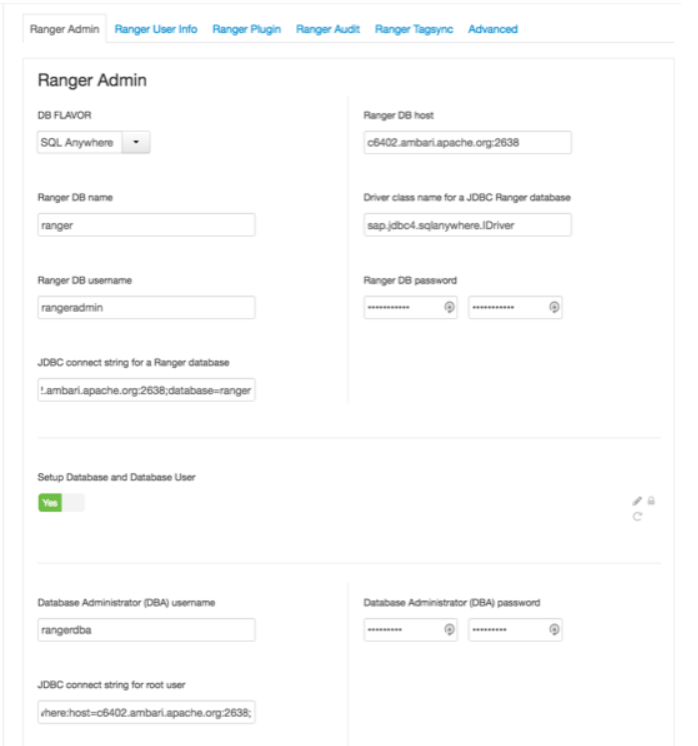 Ranger Admin Ranger User Info Ranger Plugin Ranger Audit Ranger Tagsync Advanced
Ranger Admin
DB FLAVOR
Ranger DB host
SQL Anywhere
c6402.ambari.apache.org:2638
Ranger DB name
Driver class name for a JDBC Ranger database
ranger
sap.jdbc4.sqlanywhere.IDriver
Ranger DB username
Ranger DB password
rangeradmin
JDBC connect string for a Ranger database
!.ambari.apache.org:2638;database=ranger
Setup Database and Database User
Yes
Database Administrator (DBA) username
Database Administrator (DBA) password
rangerdba
JDBC connect string for root user
where:host=c6402.ambari.apache.org:2638;